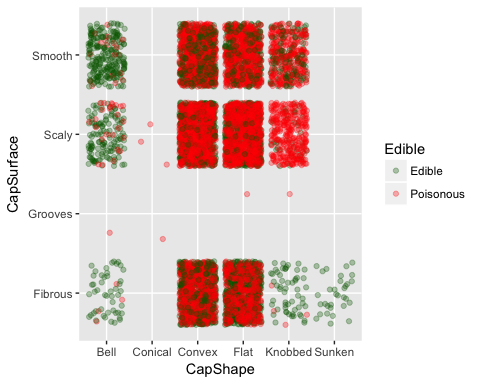 Smooth
Scaly
Grooves
Fibrous
CapSurface
Bell Conical Convex Flat Knobbed Sunken
CapShape
Edible
Edible
Poisonous